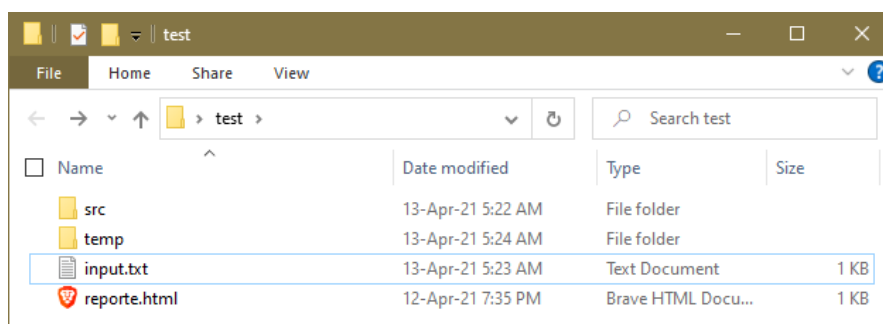 test
File Home Share View ?
test Search test
Name Date modified Type Size
src 13-Apr-21 5:22 AM File folder
temp 13-Apr-21 5:24 AM File folder
input.txt 13-Apr-21 5:23 AM Text Document 1 KB
reporte.html 12-Apr-21 7:35 PM Brave HTML Docu... 1 KB